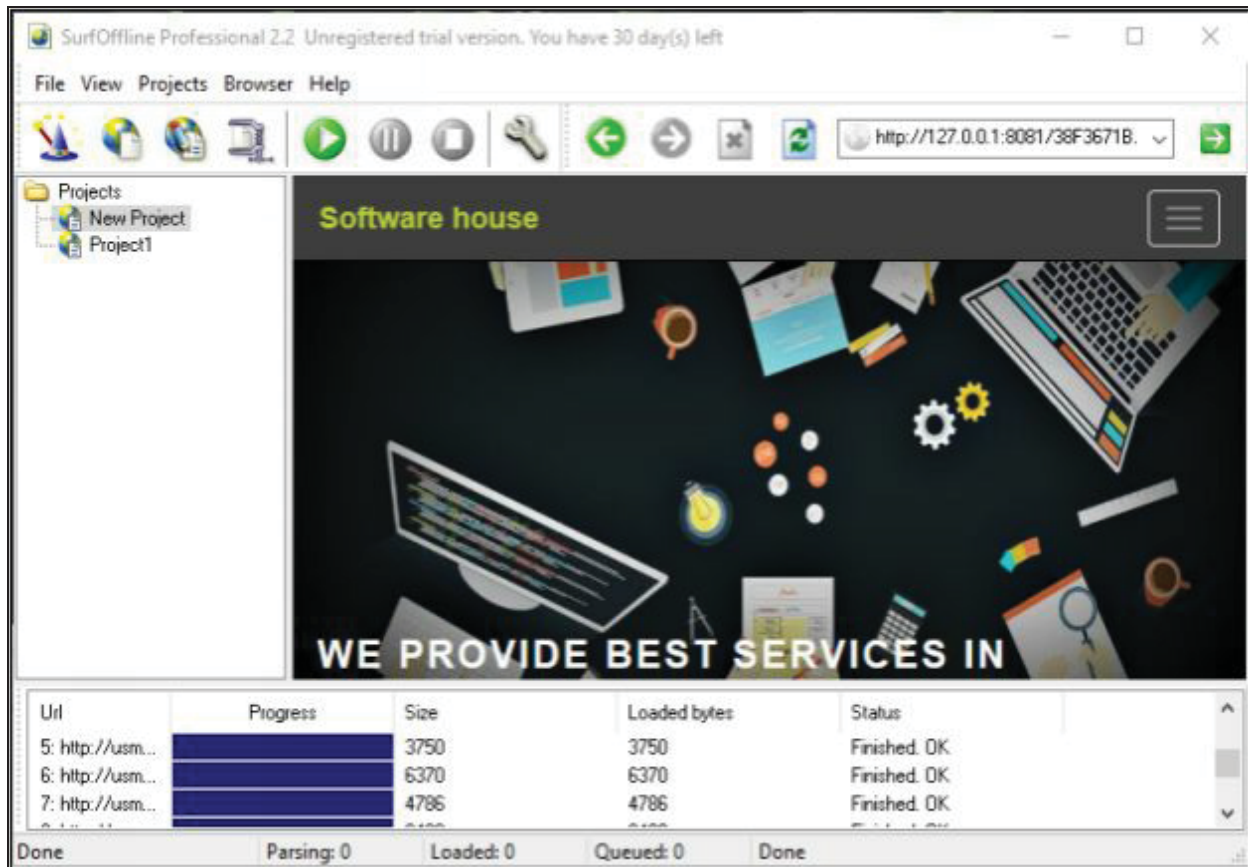 SurfOffline Professional 2.2 Unregistered trial version. You have 30 day(s) left
File View Projects Browser Help
http://127.0.0.1:8081/38F3671B.
Projects
New Project
Project1
Software house
WE PROVIDE BEST SERVICES IN
Url Progress Size Loaded bytes Status
5: http://usm... 3750 3750 Finished. OK
6: http://usm... 6370 6370 Finished. OK
7: http://usm... 4786 4786 Finished. OK
Done Parsing: 0 Loaded: 0 Queued: 0 Done